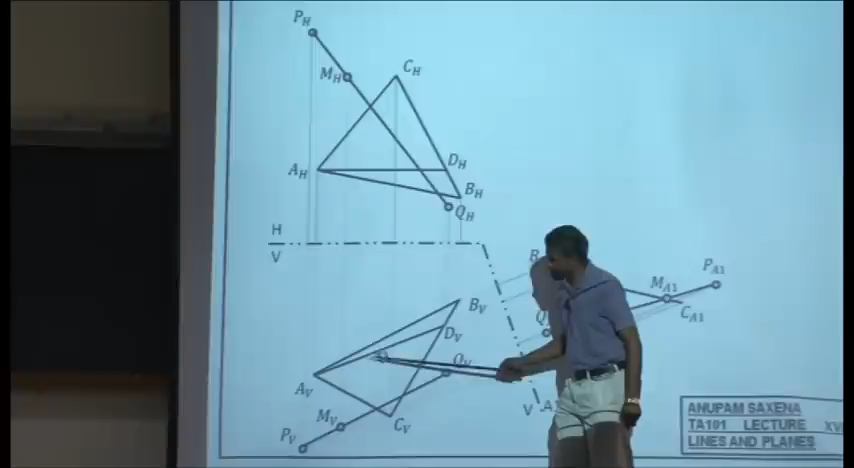 P_H
M_H
C_H
A_H
D_H
B_H
Q_H
H
V
B
P_A1
M_A1
C_A1
Q
B_V
D_V
Q_V
A_V
M_V
C_V
P_V
V
ANUPAM SAXENA
TA101 LECTURE XV
LINES AND PLANES